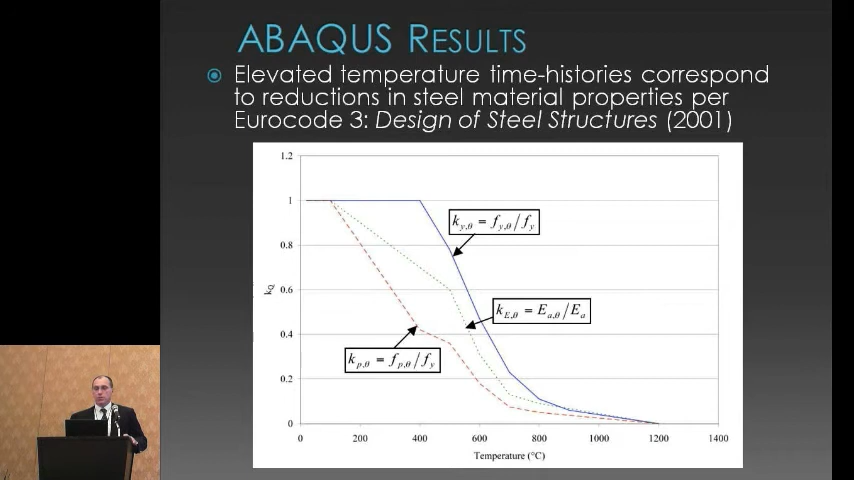 ABAQUS RESULTS
Elevated temperature time-histories correspond
to reductions in steel material properties per
Eurocode 3: Design of Steel Structures (2001)
1.2
1
0.8
0.6
0.4
0.2
0
k_y,θ = f_y,θ / f_y
k_E,θ = E_a,θ / E_a
k_p,θ = f_p,θ / f_y
0 200 400 600 800 1000 1200 1400
Temperature (°C)